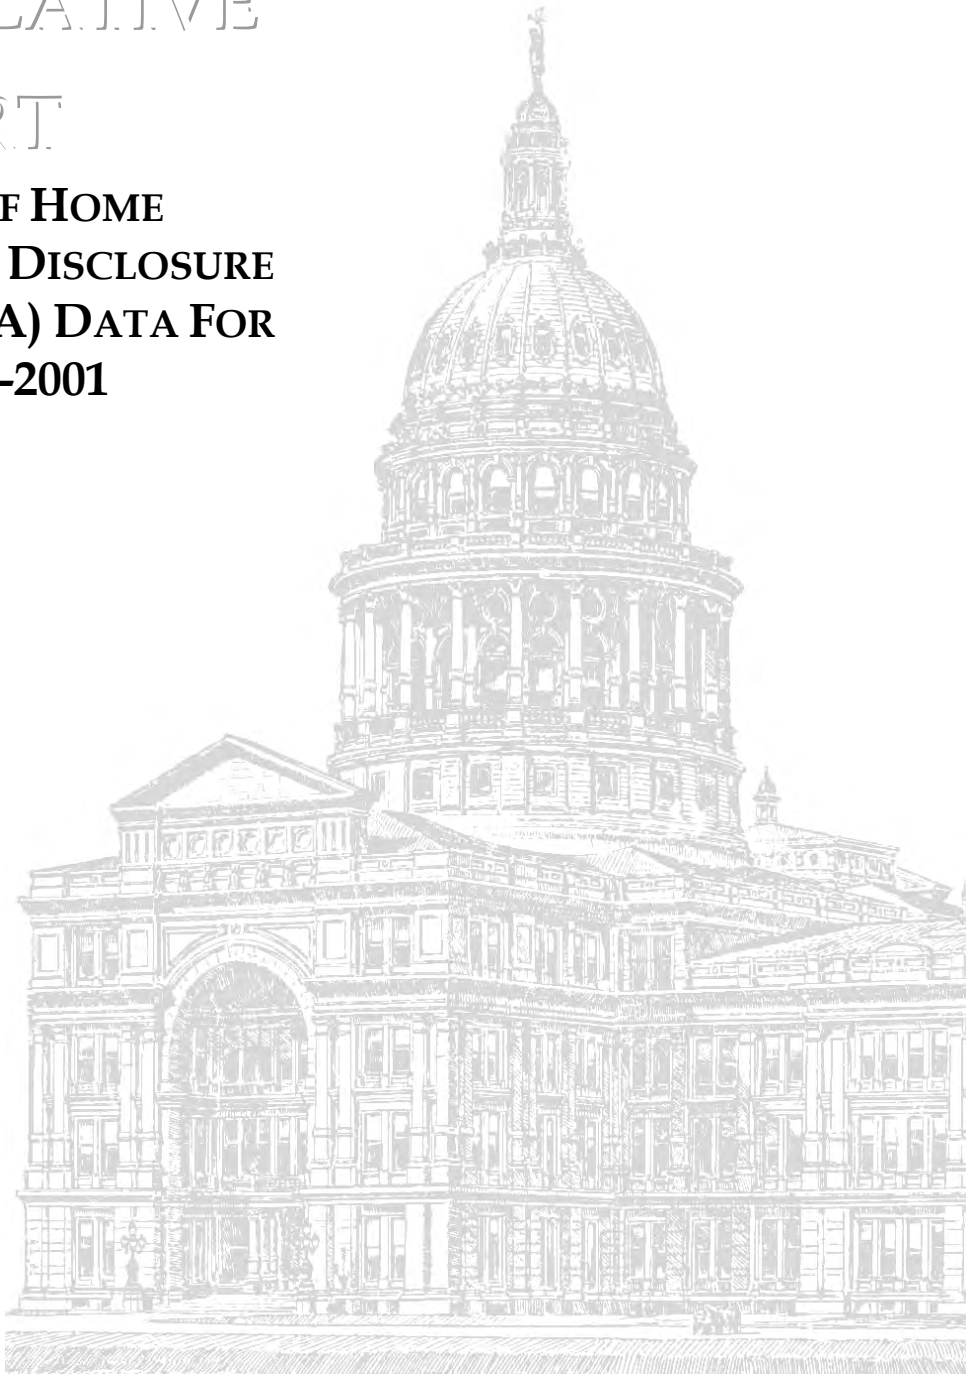 LATIVE
RT
F HOME
DISCLOSURE
A) DATA FOR
-2001